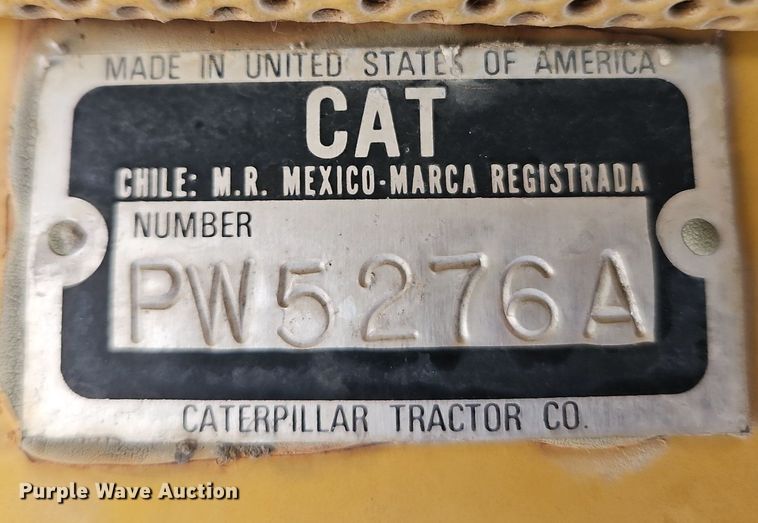 MADE IN UNITED STATES OF AMERICA
CAT
CHILE: M.R. MEXICO-MARCA REGISTRADA
NUMBER
PW5276A
CATERPILLAR TRACTOR CO.
Purple Wave Auction